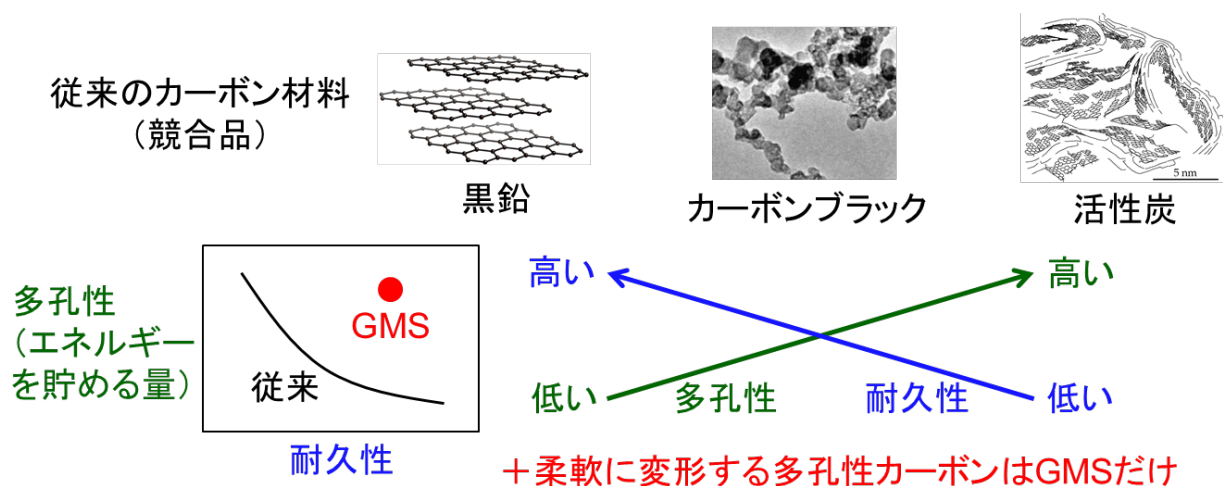 従来のカーボン材料
（競合品）
黒鉛
カーボンブラック
5 nm
活性炭
多孔性
（エネルギー
を貯める量）
GMS
従来
耐久性
高い
高い
低い
多孔性
耐久性
低い
＋柔軟に変形する多孔性カーボンはGMSだけ